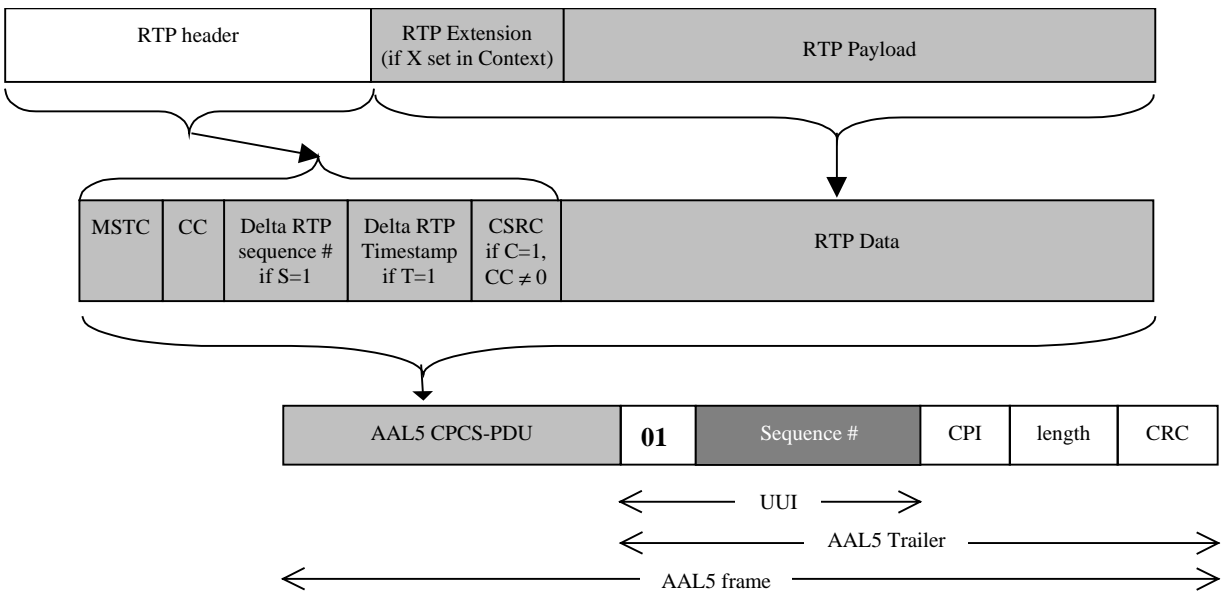 RTP header
RTP Extension
(if X set in Context)
RTP Payload
MSTC
CC
Delta RTP
sequence #
if S=1
Delta RTP
Timestamp
if T=1
CSRC
if C=1,
CC ≠ 0
RTP Data
AAL5 CPCS-PDU
01
Sequence #
CPI
length
CRC
UUI
AAL5 Trailer
AAL5 frame